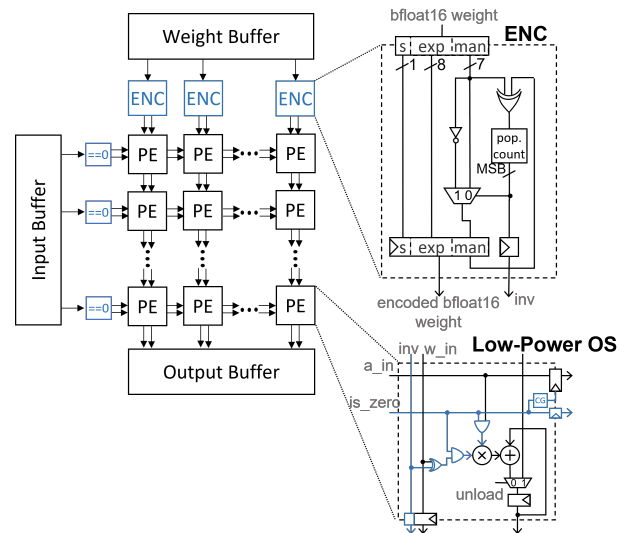 bfloat16 weight
ENC
Weight Buffer
s exp man
1 8 7
ENC ENC ENC
pop.
count
MSB
Input Buffer
==0 PE PE ••• PE
1 0
==0 PE PE ••• PE
s exp man
==0 PE PE ••• PE
encoded bfloat16
weight
inv
Output Buffer
Low-Power OS
inv w_in
a_in
is_zero
CG
×
+
0 1
unload